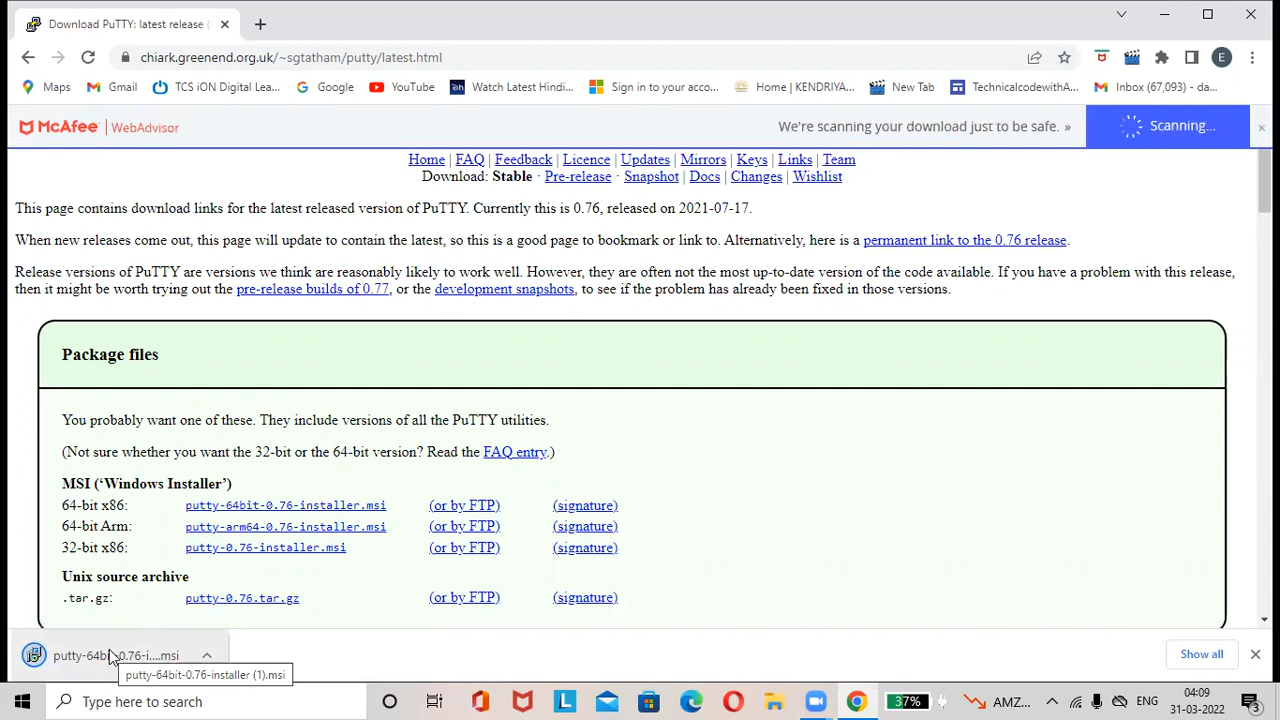 Download PuTTY: latest release (
chiark.greenend.org.uk/~sgtatham/putty/latest.html
Maps
Gmail
TCS iON Digital Lea...
Google
YouTube
Watch Latest Hindi...
Sign in to your acco...
Home | KENDRIYA...
New Tab
TechnicalcodewithA...
Inbox (67,093) - da...
E
McAfee | WebAdvisor
We're scanning your download just to be safe. »
Scanning...
Home | FAQ | Feedback | Licence | Updates | Mirrors | Keys | Links | Team
Download: Stable · Pre-release · Snapshot | Docs | Changes | Wishlist
This page contains download links for the latest released version of PuTTY. Currently this is 0.76, released on 2021-07-17.
When new releases come out, this page will update to contain the latest, so this is a good page to bookmark or link to. Alternatively, here is a permanent link to the 0.76 release.
Release versions of PuTTY are versions we think are reasonably likely to work well. However, they are often not the most up-to-date version of the code available. If you have a problem with this release,
then it might be worth trying out the pre-release builds of 0.77, or the development snapshots, to see if the problem has already been fixed in those versions.
Package files
You probably want one of these. They include versions of all the PuTTY utilities.
(Not sure whether you want the 32-bit or the 64-bit version? Read the FAQ entry.)
MSI (‘Windows Installer’)
64-bit x86: putty-64bit-0.76-installer.msi (or by FTP) (signature)
64-bit Arm: putty-arm64-0.76-installer.msi (or by FTP) (signature)
32-bit x86: putty-0.76-installer.msi (or by FTP) (signature)
Unix source archive
.tar.gz: putty-0.76.tar.gz (or by FTP) (signature)
putty-64bit-0.76-i....msi
Show all
putty-64bit-0.76-installer (1).msi
Type here to search
37%
AMZ...
ENG
04:09
31-03-2022
3